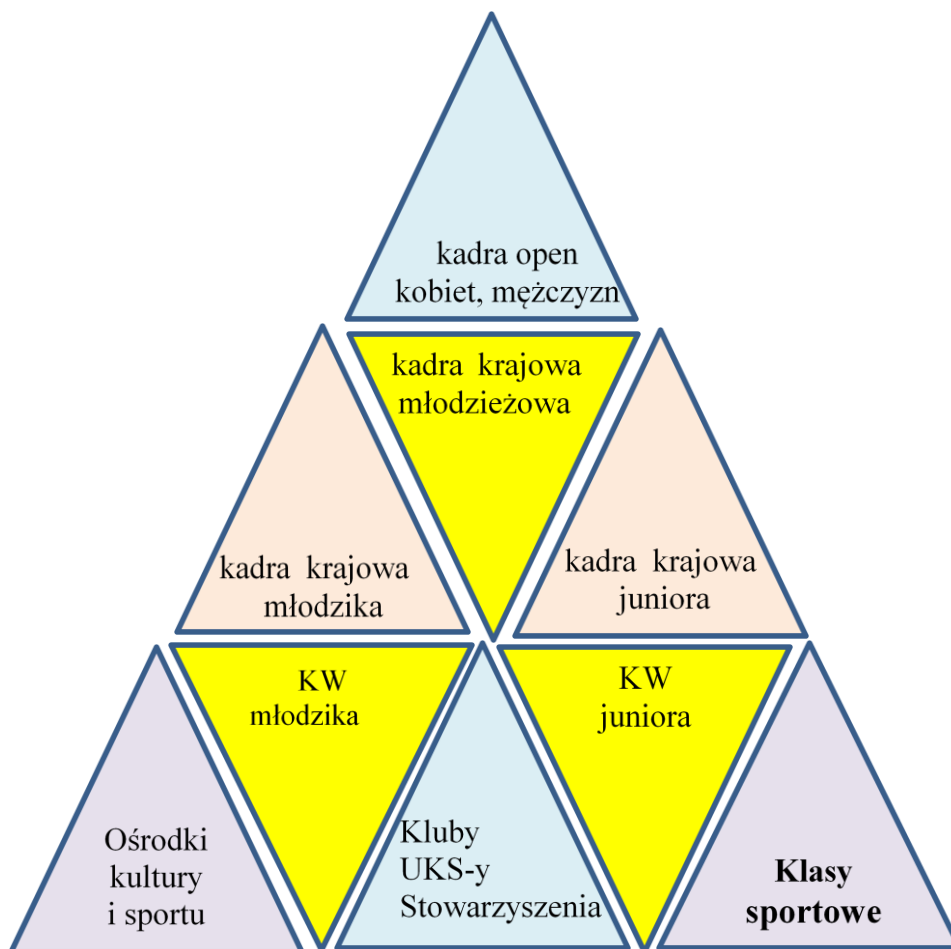 kadra open
kobiet, mężczyzn
kadra krajowa
młodzieżowa
kadra krajowa
młodzika
kadra krajowa
juniora
KW
młodzika
KW
juniora
Ośrodki
kultury
i sportu
Kluby
UKS-y
Stowarzyszenia
Klasy
sportowe